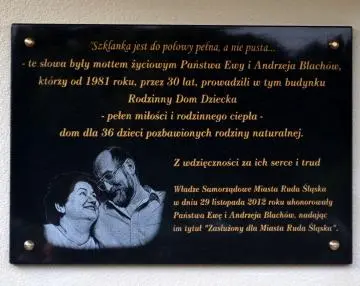 "Szklanka jest do połowy pełna, a nie pusta...
- te słowa były mottem życiowym Państwa Ewy i Andrzeja Blachów,
którzy od 1981 roku, przez 30 lat, prowadzili w tym budynku
Rodzinny Dom Dziecka
- pełen miłości i rodzinnego ciepła -
dom dla 36 dzieci pozbawionych rodziny naturalnej.
Z wdzięczności za ich serce i trud
Władze Samorządowe Miasta Ruda Śląska
w dniu 29 listopada 2012 roku uhonorowały
Państwa Ewę i Andrzeja Blachów, nadając
im tytuł "Zasłużony dla Miasta Ruda Śląska".